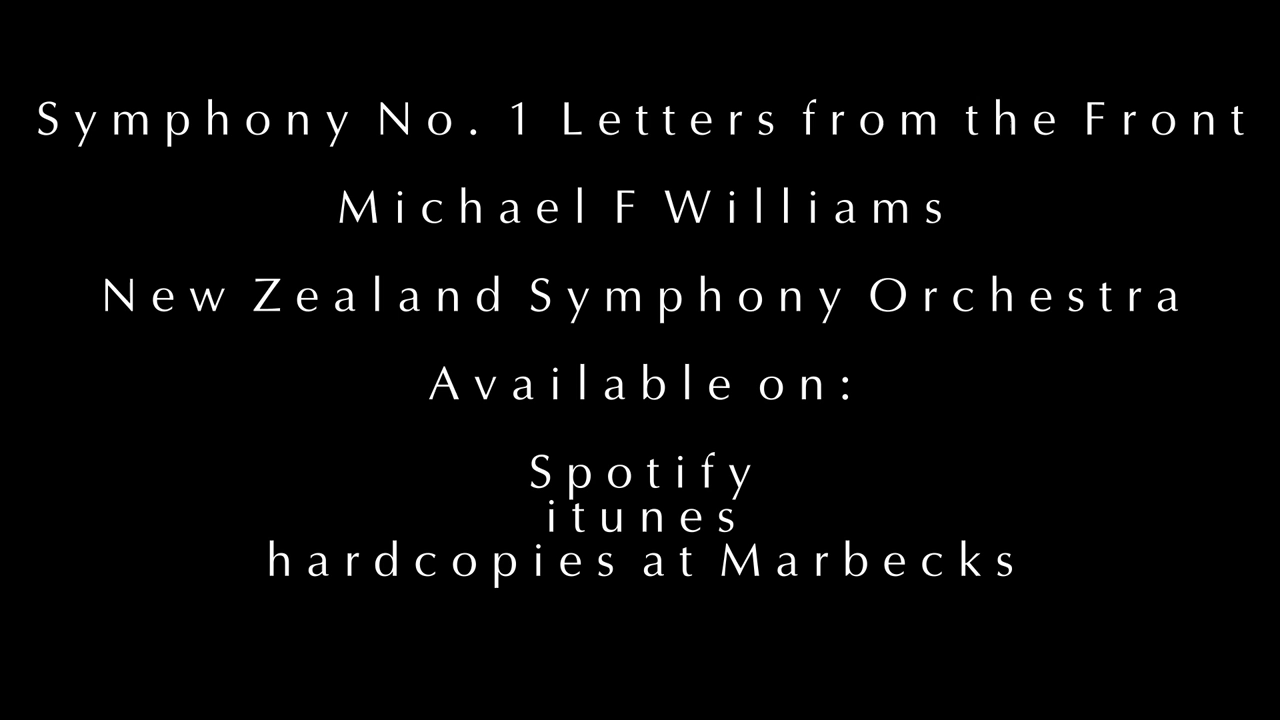 Symphony No. 1 Letters from the Front
Michael F Williams
New Zealand Symphony Orchestra
Available on:
Spotify
itunes
hardcopies at Marbecks